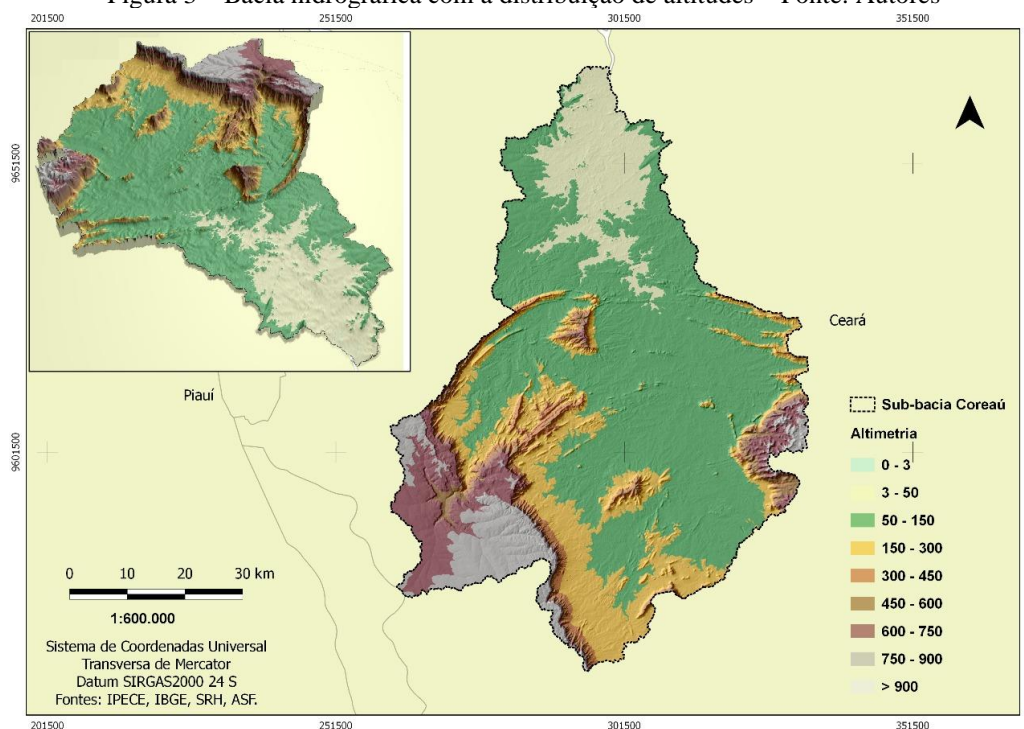 Figura 3 – Bacia hidrográfica com a distribuição de altitudes – Fonte: Autores
201500 251500 301500 351500
9651500
9601500
Piauí
Ceará
Sub-bacia Coreaú
Altimetria
0 - 3
3 - 50
50 - 150
150 - 300
300 - 450
450 - 600
600 - 750
750 - 900
> 900
0 10 20 30 km
1:600.000
Sistema de Coordenadas Universal
Transversa de Mercator
Datum SIRGAS2000 24 S
Fontes: IPECE, IBGE, SRH, ASF.
201500 251500 301500 351500